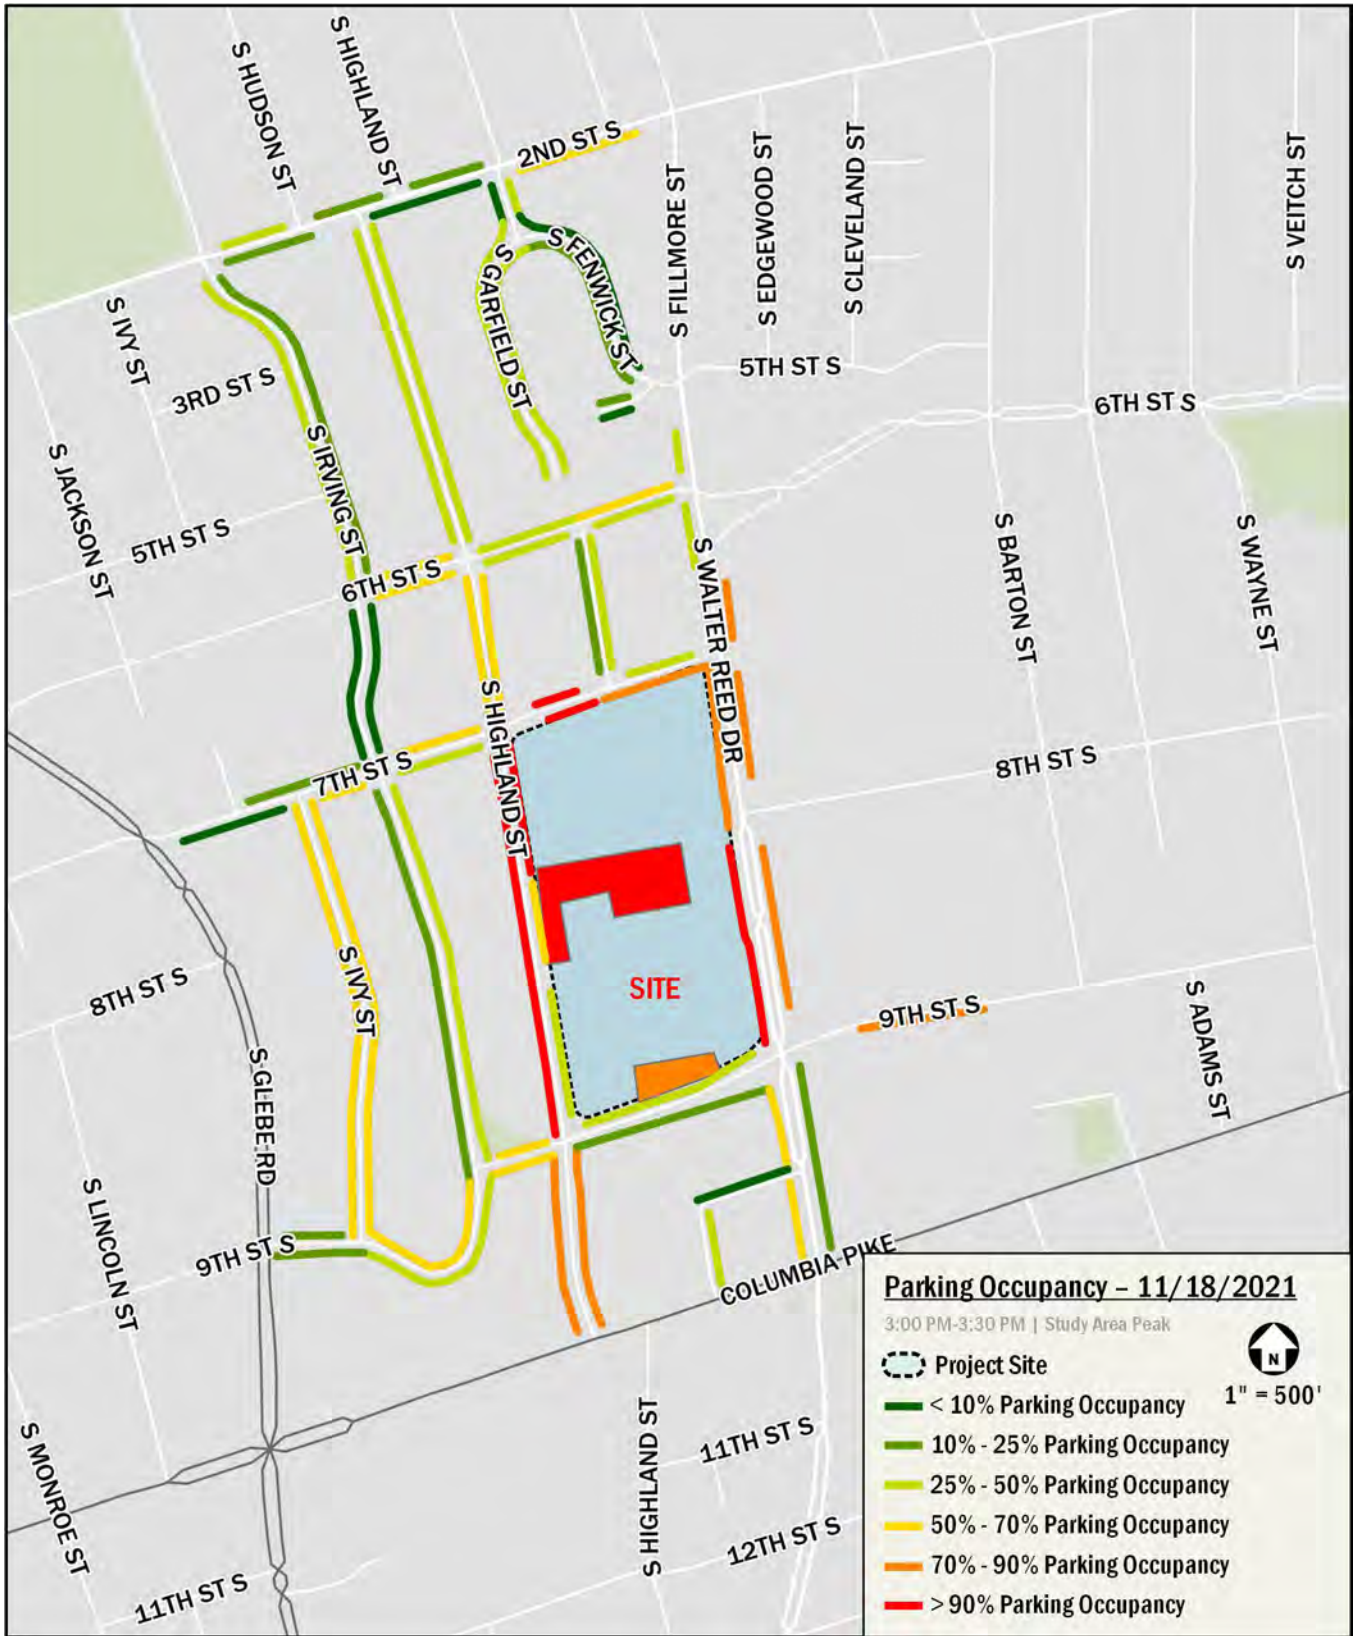 S HUDSON ST
S HIGHLAND ST
2ND ST S
S FILLMORE ST
S EDGEWOOD ST
S CLEVELAND ST
S VEITCH ST
S FENWICK ST
S GARFIELD ST
S IVY ST
3RD ST S
5TH ST S
6TH ST S
S JACKSON ST
S IRVING ST
5TH ST S
6TH ST S
S WALTER REED DR
S BARTON ST
S WAYNE ST
S HIGHLAND ST
7TH ST S
8TH ST S
S IVY ST
8TH ST S
SITE
9TH ST S
S ADAMS ST
S GLEBE RD
S LINCOLN ST
9TH ST S
COLUMBIA PIKE
S MONROE ST
11TH ST S
S HIGHLAND ST
11TH ST S
12TH ST S
Parking Occupancy – 11/18/2021
3:00 PM-3:30 PM | Study Area Peak
N
1" = 500'
Project Site
< 10% Parking Occupancy
10% - 25% Parking Occupancy
25% - 50% Parking Occupancy
50% - 70% Parking Occupancy
70% - 90% Parking Occupancy
> 90% Parking Occupancy